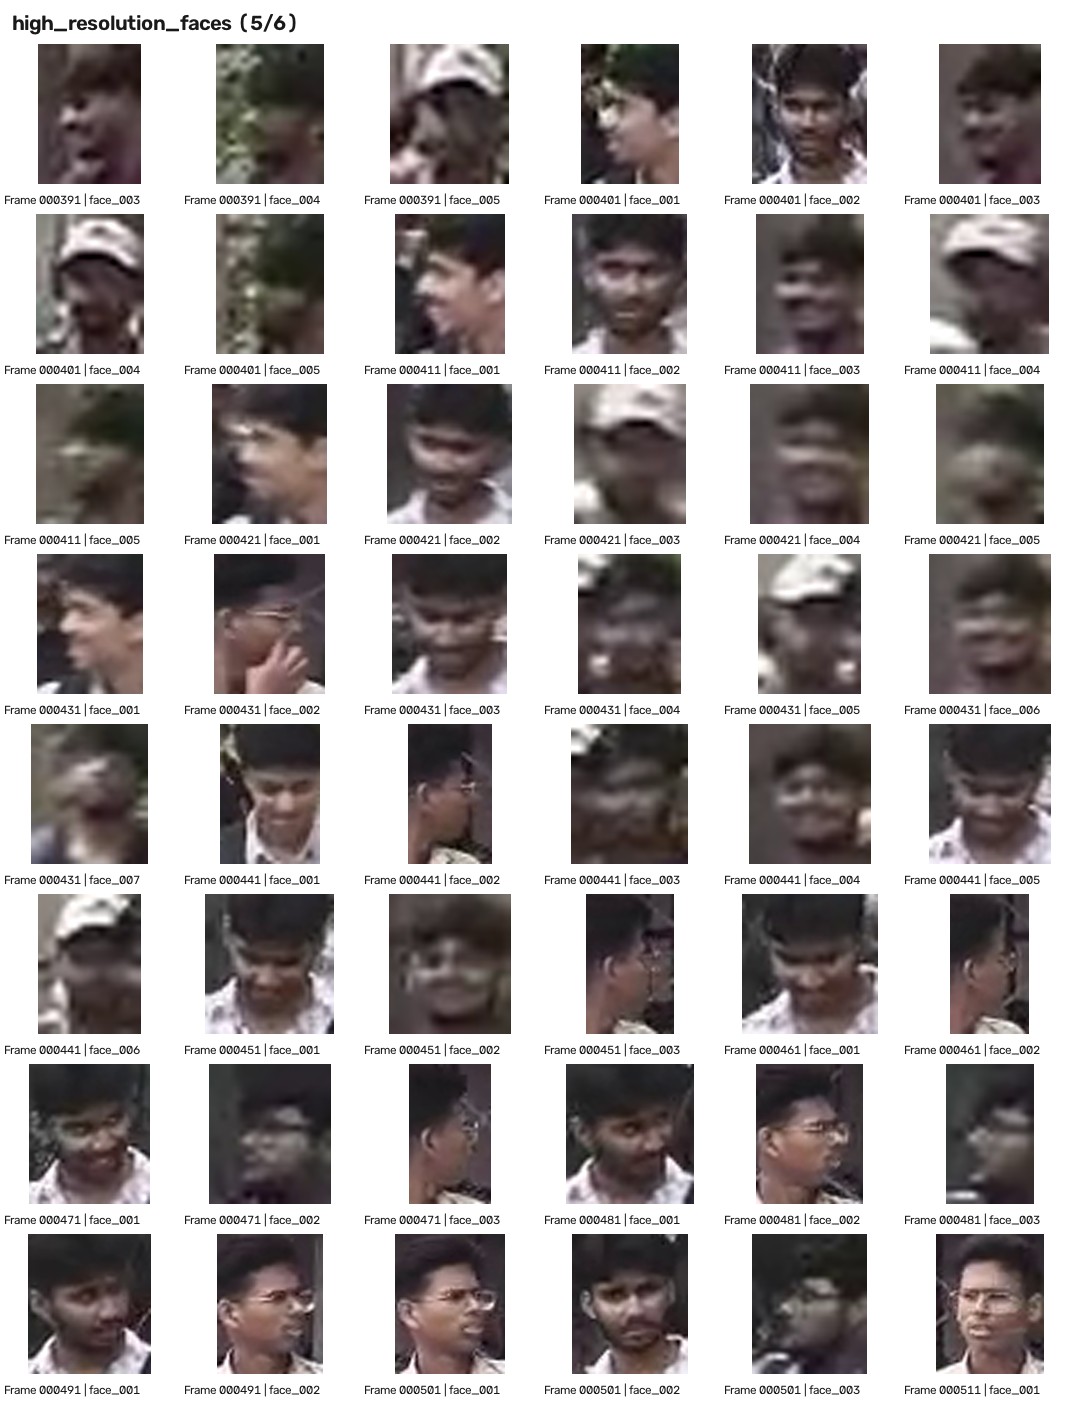 high_resolution_faces (5/6)
Frame 000391 | face_003
Frame 000391 | face_004
Frame 000391 | face_005
Frame 000401 | face_001
Frame 000401 | face_002
Frame 000401 | face_003
Frame 000401 | face_004
Frame 000401 | face_005
Frame 000411 | face_001
Frame 000411 | face_002
Frame 000411 | face_003
Frame 000411 | face_004
Frame 000411 | face_005
Frame 000421 | face_001
Frame 000421 | face_002
Frame 000421 | face_003
Frame 000421 | face_004
Frame 000421 | face_005
Frame 000431 | face_001
Frame 000431 | face_002
Frame 000431 | face_003
Frame 000431 | face_004
Frame 000431 | face_005
Frame 000431 | face_006
Frame 000431 | face_007
Frame 000441 | face_001
Frame 000441 | face_002
Frame 000441 | face_003
Frame 000441 | face_004
Frame 000441 | face_005
Frame 000441 | face_006
Frame 000451 | face_001
Frame 000451 | face_002
Frame 000451 | face_003
Frame 000461 | face_001
Frame 000461 | face_002
Frame 000471 | face_001
Frame 000471 | face_002
Frame 000471 | face_003
Frame 000481 | face_001
Frame 000481 | face_002
Frame 000481 | face_003
Frame 000491 | face_001
Frame 000491 | face_002
Frame 000501 | face_001
Frame 000501 | face_002
Frame 000501 | face_003
Frame 000511 | face_001